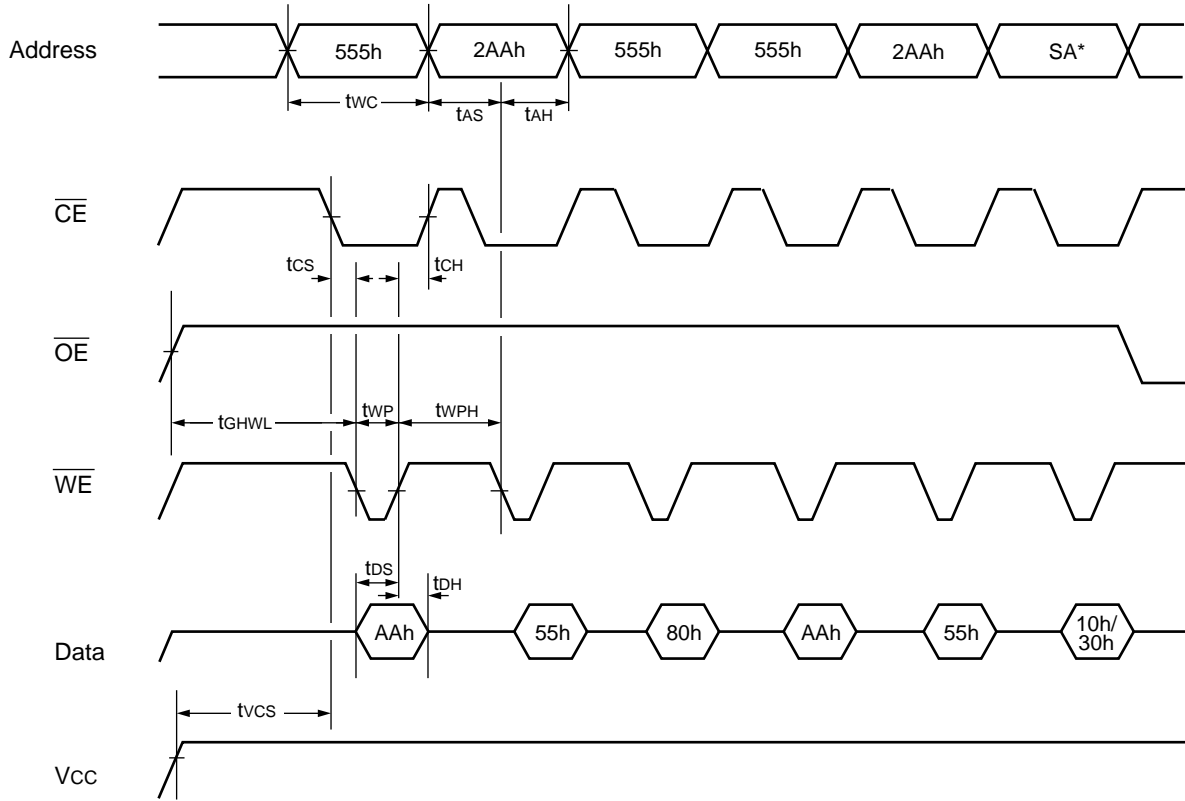 Address
555h
2AAh
555h
555h
2AAh
SA*
tWC
tAS
tAH
CE
tCS
tCH
OE
tGHWL
tWP
tWPH
WE
tDS
tDH
Data
AAh
55h
80h
AAh
55h
10h/
30h
tVCS
VCC